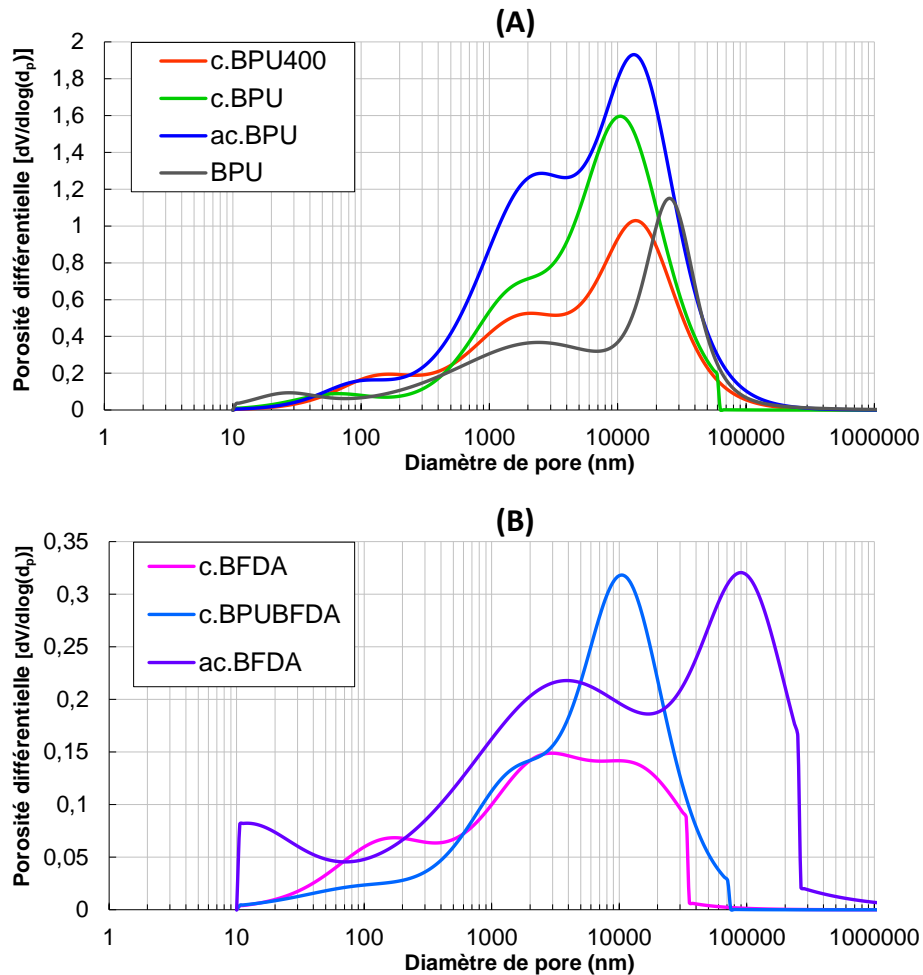 (A)
Porosité différentielle [dV/dlog(dp)]
2
1,8
1,6
1,4
1,2
1
0,8
0,6
0,4
0,2
0
c.BPU400
c.BPU
ac.BPU
BPU
1 10 100 1000 10000 100000 1000000
Diamètre de pore (nm)
(B)
Porosité différentielle [dV/dlog(dp)]
0,35
0,3
0,25
0,2
0,15
0,1
0,05
0
c.BFDA
c.BPUBFDA
ac.BFDA
1 10 100 1000 10000 100000 1000000
Diamètre de pore (nm)